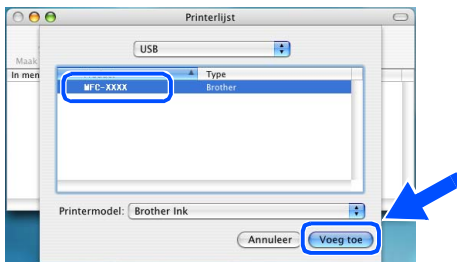 Printerlijst
USB
Maak
In men
Type
MFC-XXXX Brother
Printermodel: Brother Ink
Annuleer Voeg toe